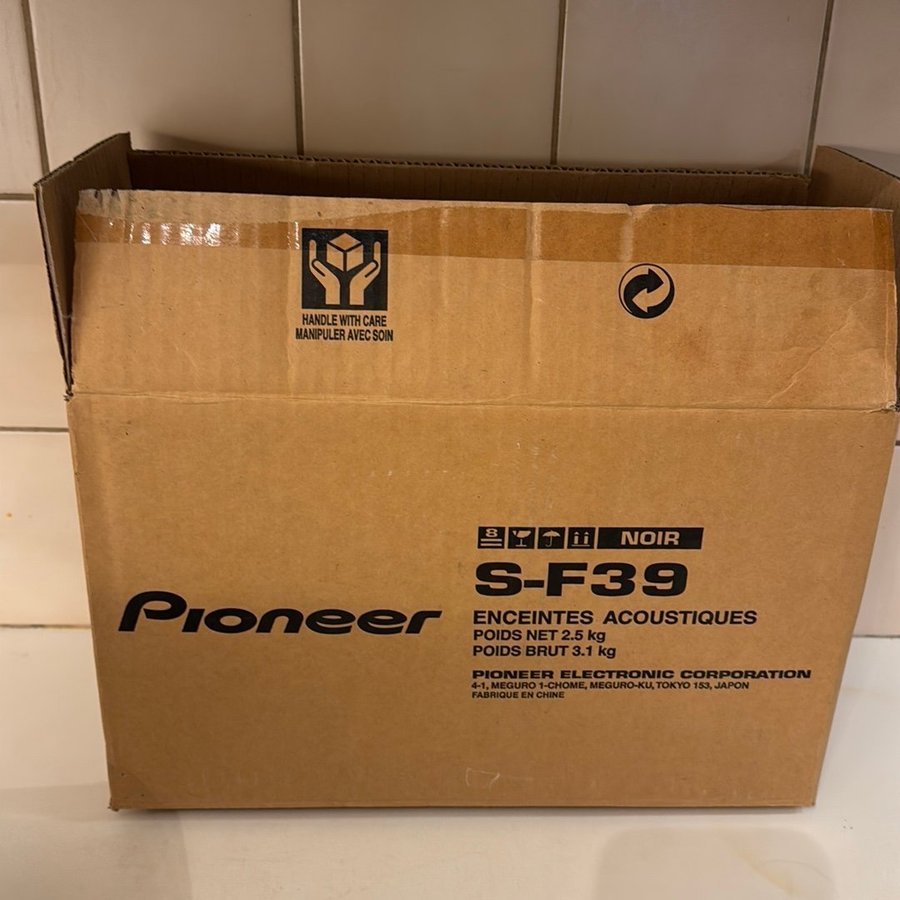 HANDLE WITH CARE
MANIPULER AVEC SOIN
8 NOIR
S-F39
Pioneer
ENCEINTES ACOUSTIQUES
POIDS NET 2.5 kg
POIDS BRUT 3.1 kg
PIONEER ELECTRONIC CORPORATION
4-1, MEGURO 1-CHOME, MEGURO-KU, TOKYO 153, JAPON
FABRIQUE EN CHINE